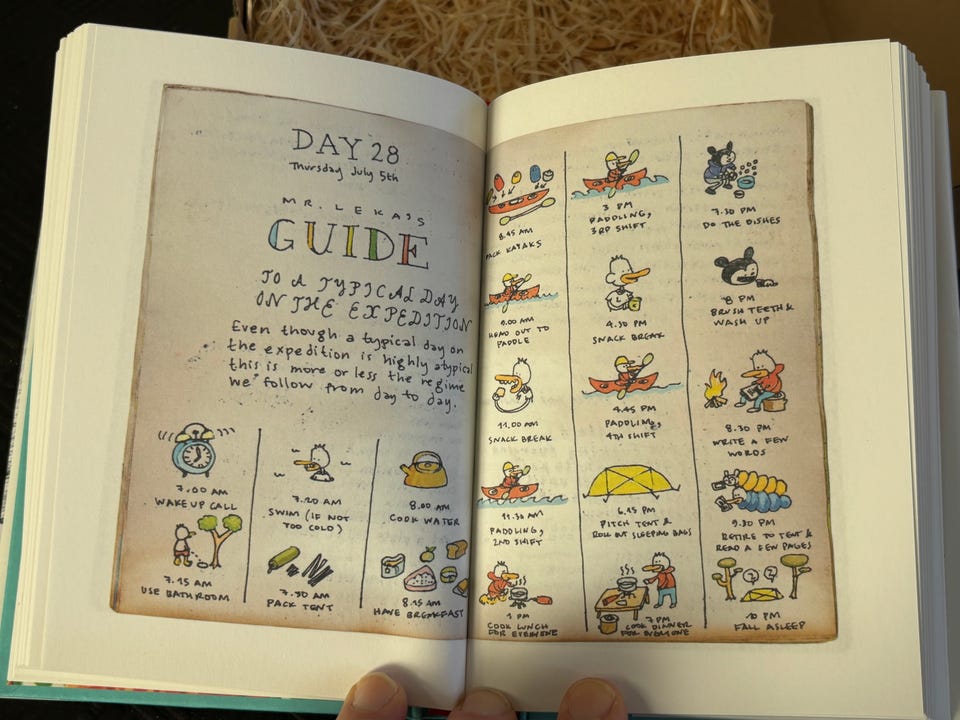 DAY 28
Thursday July 5th
MR. LEKA'S
GUIDE
TO A TYPICAL DAY
ON THE EXPEDITION
Even though a typical day on
the expedition is highly atypical
this is more or less the regime
we follow from day to day.
7.00 AM
WAKE UP CALL
7.15 AM
USE BATHROOM
7.20 AM
SWIM (IF NOT
TOO COLD)
7.30 AM
PACK TENT
8.00 AM
COOK WATER
8.15 AM
HAVE BREAKFAST
8.45 AM
PACK KAYAKS
9.00 AM
HEAD OUT TO
PADDLE
11.00 AM
SNACK BREAK
11.30 AM
PADDLING,
2ND SHIFT
1 PM
COOK LUNCH
FOR EVERYONE
3 PM
PADDLING,
3RD SHIFT
4.30 PM
SNACK BREAK
4.45 PM
PADDLING,
4TH SHIFT
6.15 PM
PITCH TENT &
ROLL OUT SLEEPING BAGS
7 PM
COOK DINNER
FOR EVERYONE
7.30 PM
DO THE DISHES
8 PM
BRUSH TEETH &
WASH UP
8.30 PM
WRITE A FEW
WORDS
9.30 PM
RETIRE TO TENT &
READ A FEW PAGES
10 PM
FALL ASLEEP